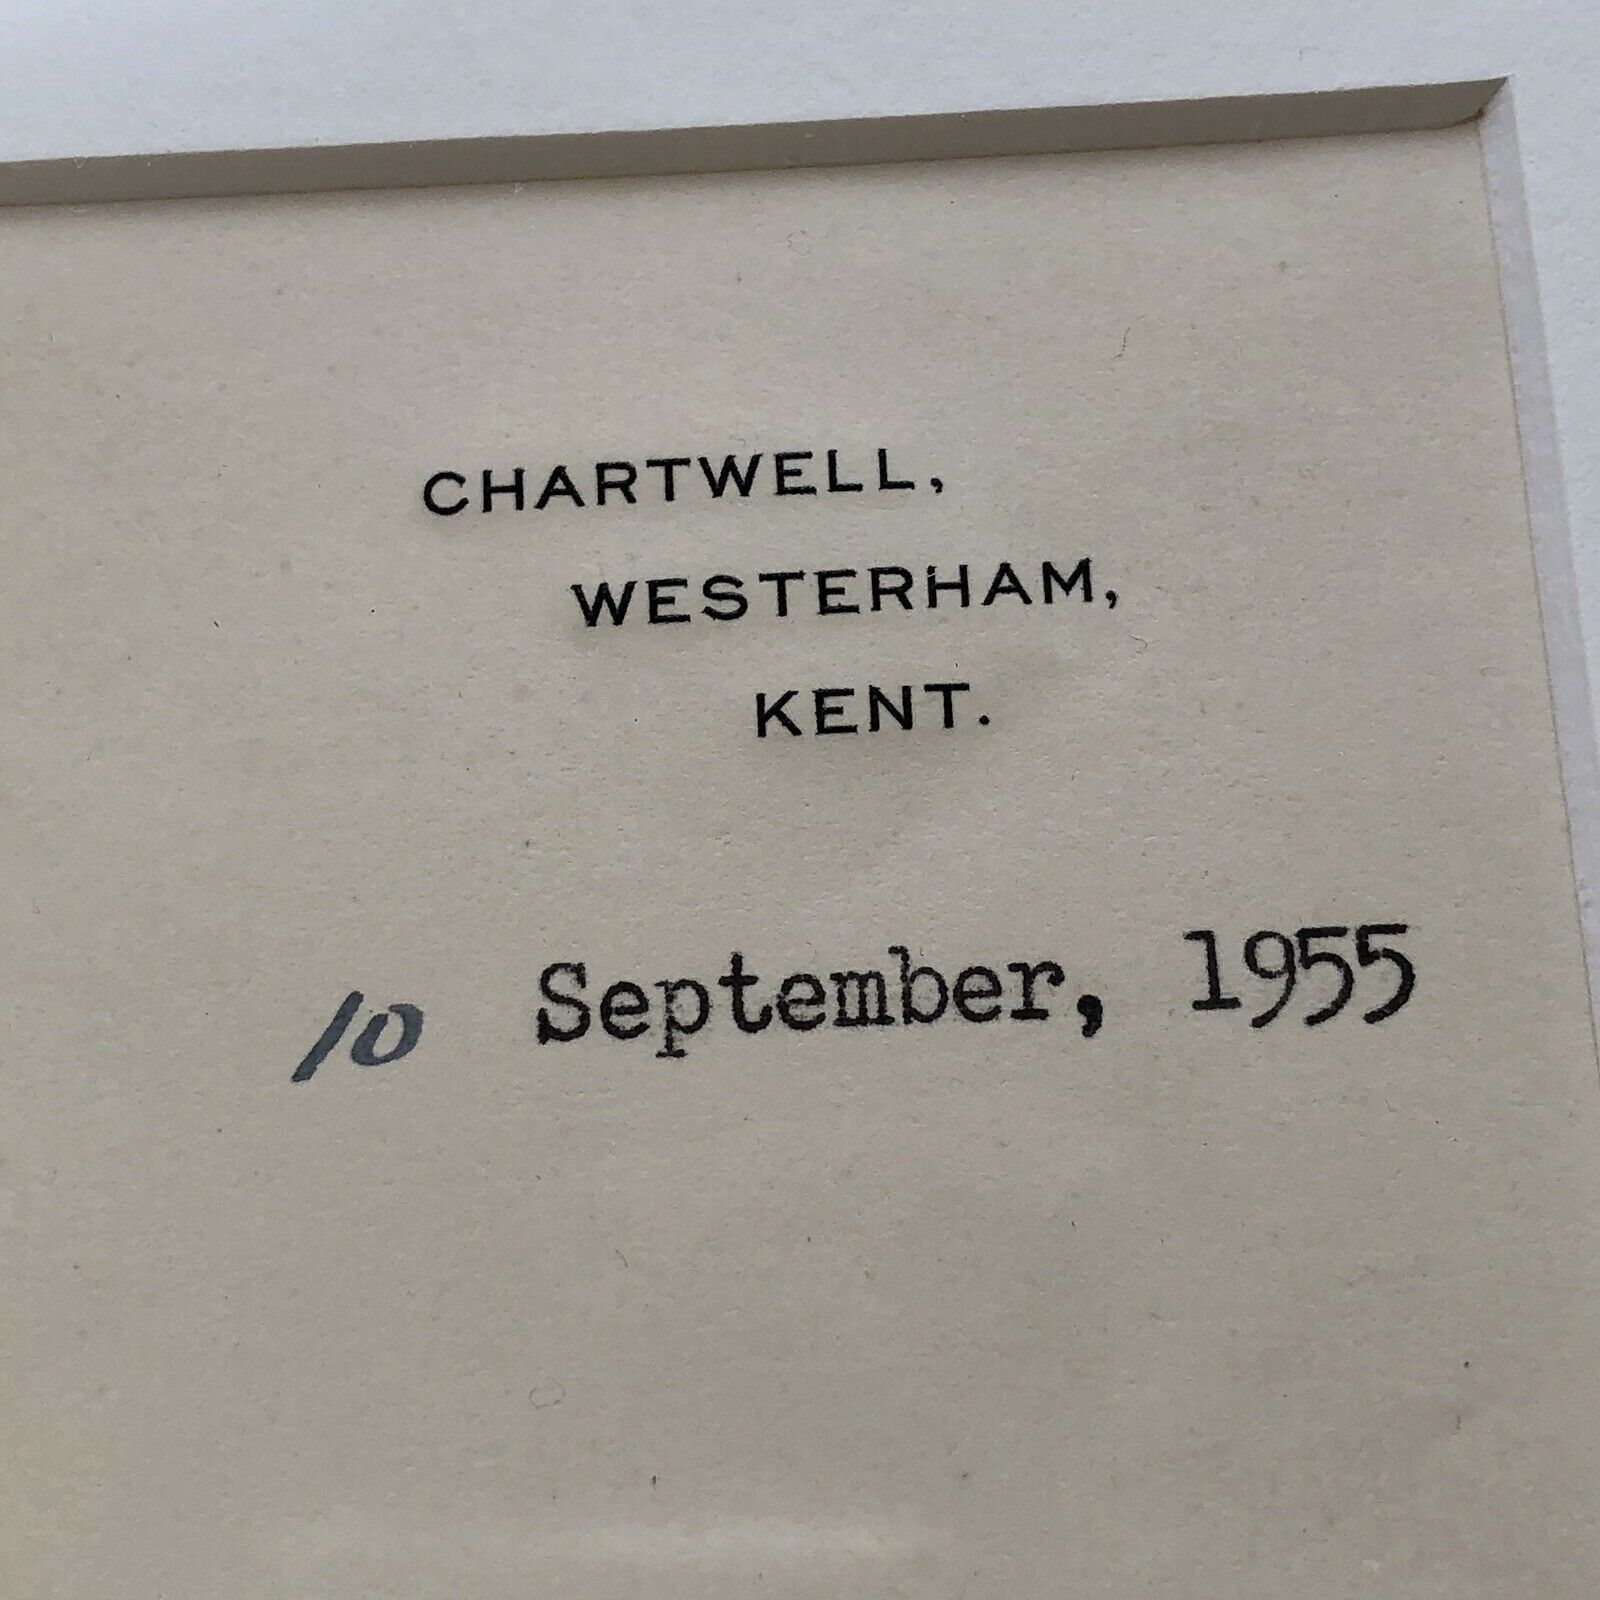 CHARTWELL,
WESTERHAM,
KENT.
10 September, 1955